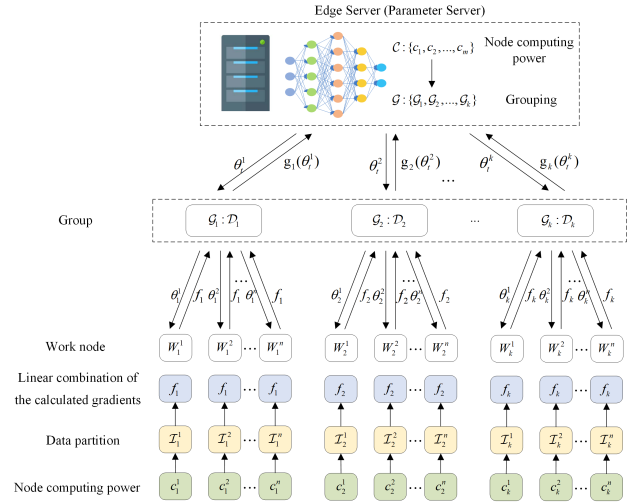 Edge Server (Parameter Server)
𝒞 : {c₁, c₂, ..., cₘ}
Node computing
power
𝒢 : {𝒢₁, 𝒢₂, ..., 𝒢ₖ}
Grouping
θₜ¹ g₁(θₜ¹) θₜ² g₂(θₜ²) ... θₜᵏ gₖ(θₜᵏ)
Group
𝒢₁ : 𝒟₁ 𝒢₂ : 𝒟₂ ... 𝒢ₖ : 𝒟ₖ
θ₁¹ f₁ θ₁² f₁ ... θ₁ⁿ f₁ θ₂¹ f₂ θ₂² f₂ ... θ₂ⁿ f₂ θₖ¹ fₖ θₖ² fₖ ... θₖⁿ fₖ
Work node
W₁¹ W₁² ... W₁ⁿ W₂¹ W₂² ... W₂ⁿ Wₖ¹ Wₖ² ... Wₖⁿ
Linear combination of
the calculated gradients
f₁ f₁ ... f₁ f₂ f₂ ... f₂ fₖ fₖ ... fₖ
Data partition
ℐ₁¹ ℐ₁² ... ℐ₁ⁿ ℐ₂¹ ℐ₂² ... ℐ₂ⁿ ℐₖ¹ ℐₖ² ... ℐₖⁿ
Node computing power
c₁¹ c₁² ... c₁ⁿ c₂¹ c₂² ... c₂ⁿ cₖ¹ cₖ² ... cₖⁿ